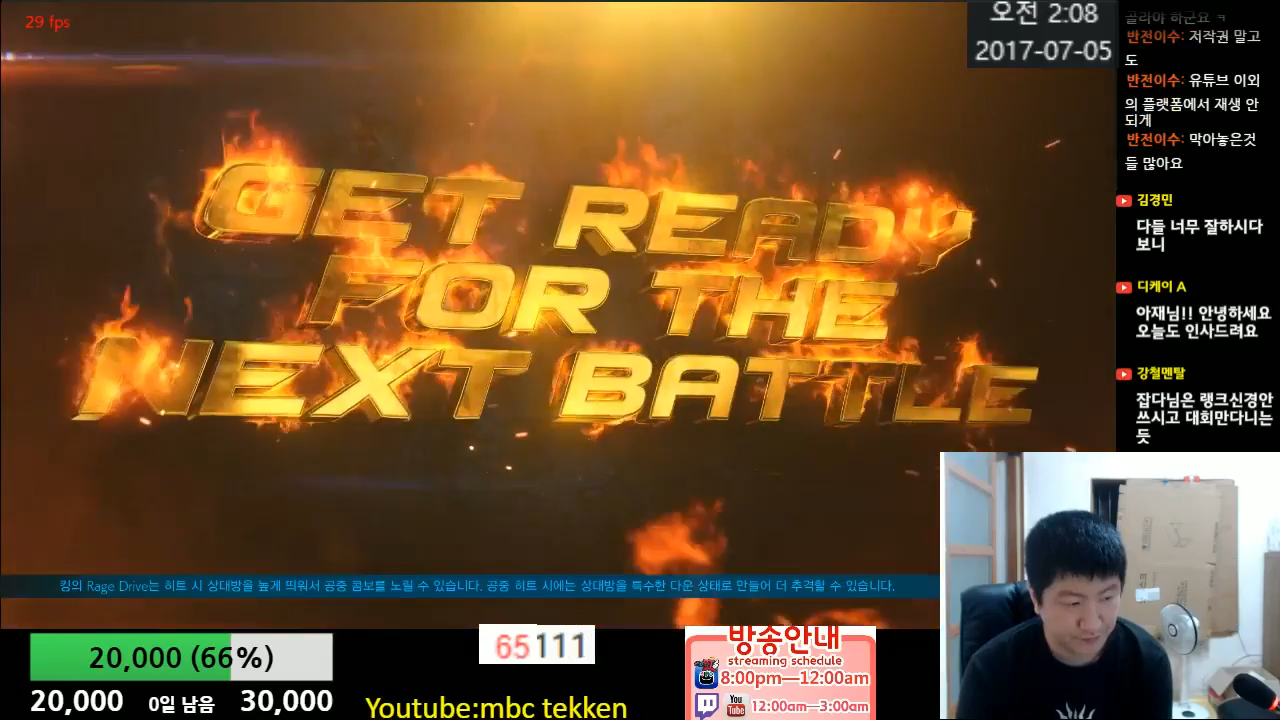 29 fps
오전 2:08
2017-07-05
GET READY
FOR THE
NEXT BATTLE
킹의 Rage Drive는 히트 시 상대방을 높게 띄워서 공중 콤보를 노릴 수 있습니다. 공중 히트 시에는 상대방을 특수한 다운 상태로 만들어 더 추격할 수 있습니다.
반전이수: 저작권 말고
도
반전이수: 유튜브 이외
의 플랫폼에서 재생 안
되게
반전이수: 막아놓은것
들 많아요
김경민
다들 너무 잘하시다
보니
디케이 A
아재님!! 안녕하세요
오늘도 인사드려요
강철멘탈
잡다님은 랭크신경안
쓰시고 대회만다니는
듯
20,000 (66%)
20,000 0일 남음 30,000
65111
Youtube:mbc tekken
방송안내
streaming schedule
8:00pm—12:00am
You Tube
12:00am—3:00am